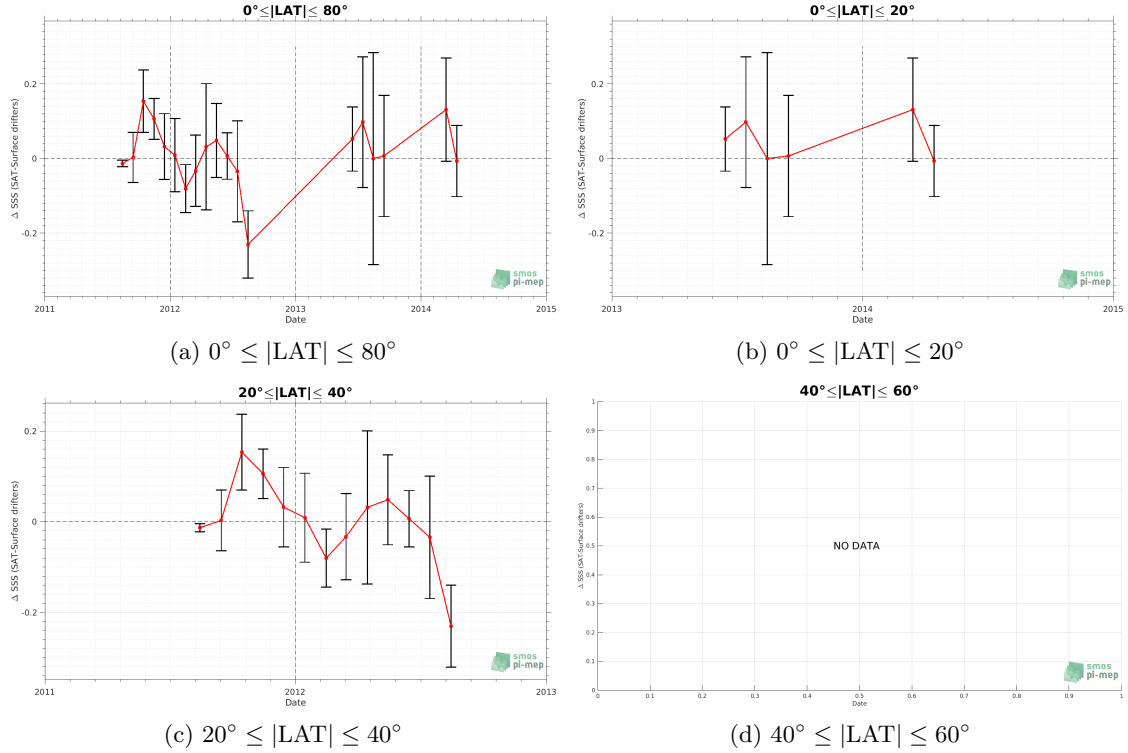 0°≤|LAT|≤ 80°
Δ SSS (SAT-Surface drifters)
0.2
0
-0.2
2011
2012
2013
2014
2015
Date
smos
pi-mep
(a) 0° ≤ |LAT| ≤ 80°
0°≤|LAT|≤ 20°
Δ SSS (SAT-Surface drifters)
0.2
0
-0.2
2013
2014
2015
Date
smos
pi-mep
(b) 0° ≤ |LAT| ≤ 20°
20°≤|LAT|≤ 40°
Δ SSS (SAT-Surface drifters)
0.2
0
-0.2
2011
2012
2013
Date
smos
pi-mep
(c) 20° ≤ |LAT| ≤ 40°
40°≤|LAT|≤ 60°
Δ SSS (SAT-Surface drifters)
1
0.9
0.8
0.7
0.6
0.5
0.4
0.3
0.2
0.1
0
NO DATA
0
0.1
0.2
0.3
0.4
0.5
0.6
0.7
0.8
0.9
1
Date
smos
pi-mep
(d) 40° ≤ |LAT| ≤ 60°